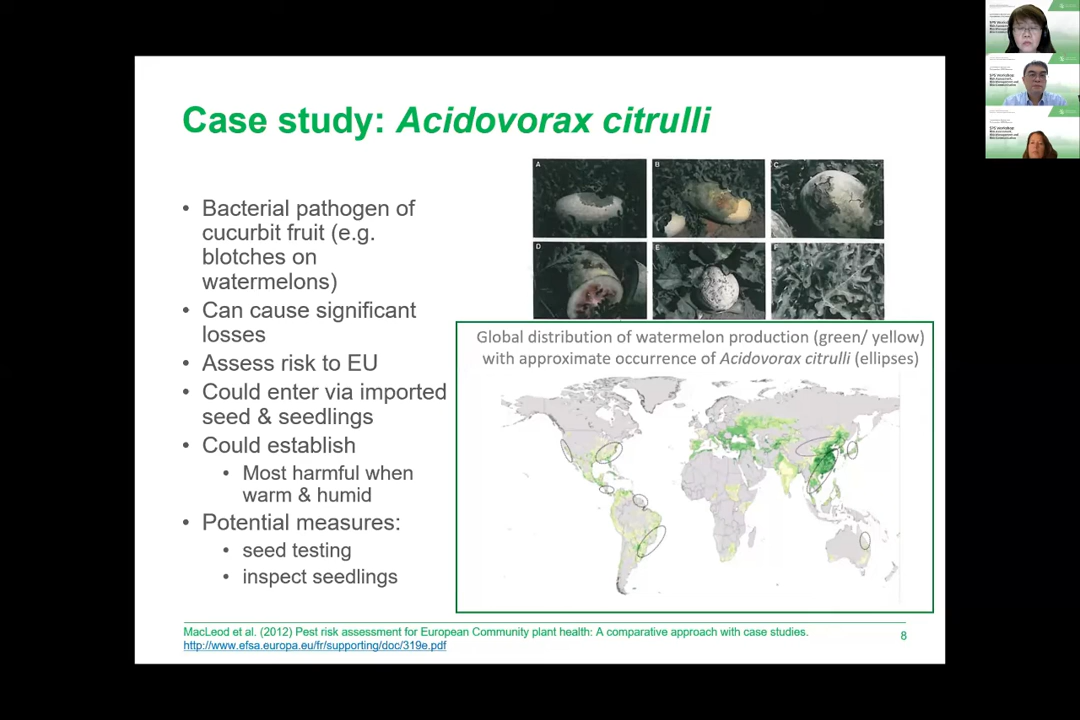 Case study: Acidovorax citrulli
• Bacterial pathogen of
cucurbit fruit (e.g.
blotches on
watermelons)
• Can cause significant
losses
• Assess risk to EU
• Could enter via imported
seed & seedlings
• Could establish
• Most harmful when
warm & humid
• Potential measures:
• seed testing
• inspect seedlings
A
B
C
D
E
Global distribution of watermelon production (green/ yellow)
with approximate occurrence of Acidovorax citrulli (ellipses)
MacLeod et al. (2012) Pest risk assessment for European Community plant health: A comparative approach with case studies.
http://www.efsa.europa.eu/fr/supporting/doc/319e.pdf
8
SPS Workshop